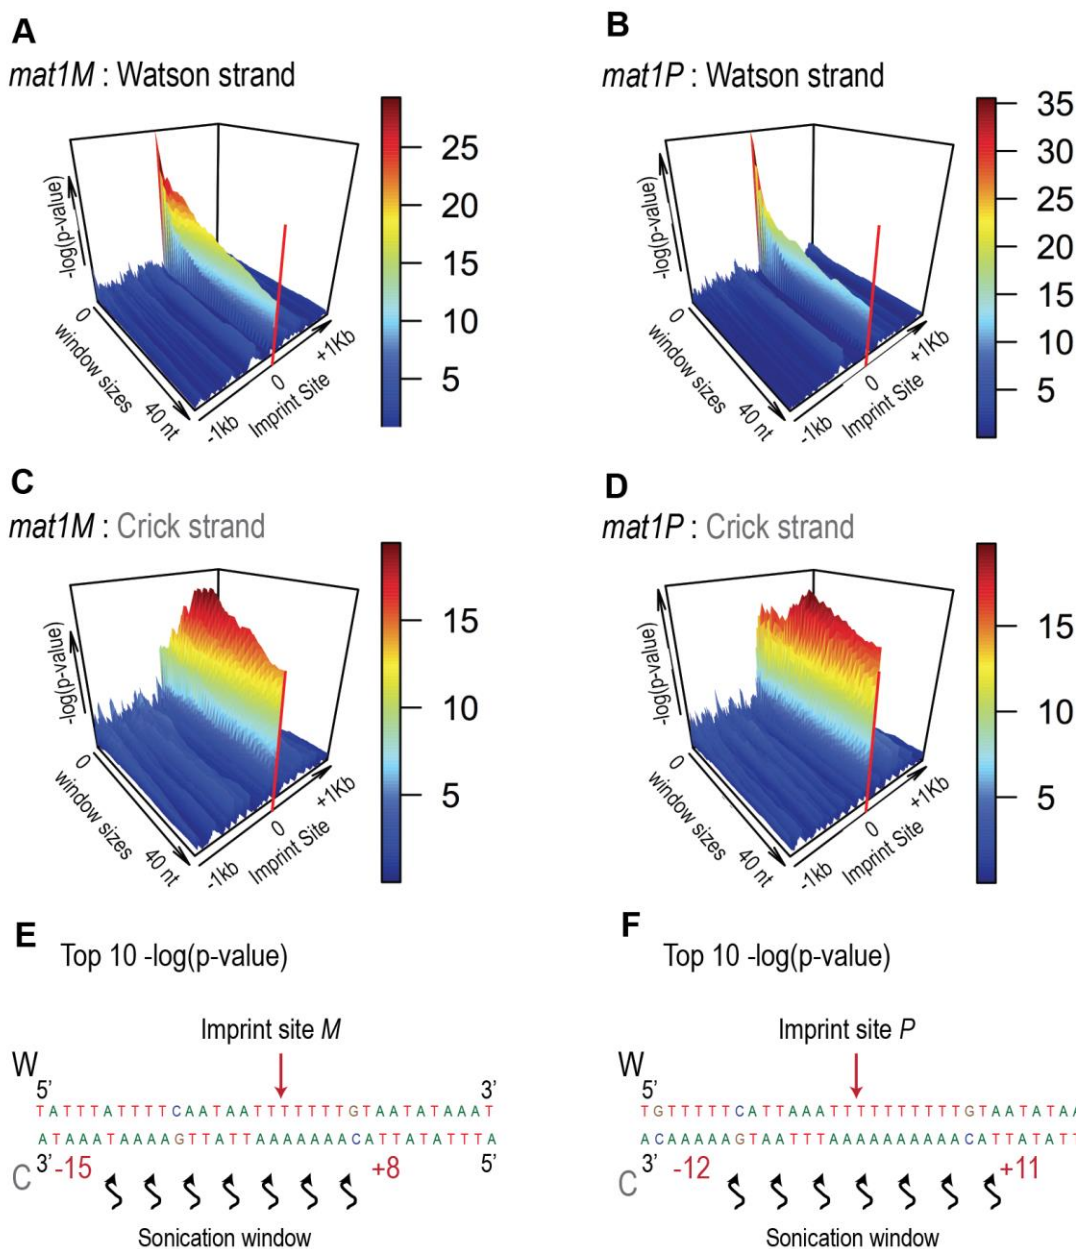 A
mat1M : Watson strand
-log(p-value)
0
window sizes
40 nt
-1kb
0
Imprint Site
+1Kb
25
20
15
10
5
B
mat1P : Watson strand
-log(p-value)
0
window sizes
40 nt
-1kb
0
Imprint Site
+1Kb
35
30
25
20
15
10
5
C
mat1M : Crick strand
-log(p-value)
0
window sizes
40 nt
-1kb
0
Imprint Site
+1Kb
15
10
5
D
mat1P : Crick strand
-log(p-value)
0
window sizes
40 nt
-1kb
0
Imprint Site
+1Kb
15
10
5
E
Top 10 -log(p-value)
Imprint site M
W
5’ 3’
TATTTATTTTCAATAATTTTTTTGTAATATAAAT
ATAAATAAAAGTTATTAAAAAAACATTATATTTA
3’ -15 +8 5’
C
Sonication window
F
Top 10 -log(p-value)
Imprint site P
W
5’
TGTTTTTCATTAAATTTTTTTTTTGTAATATAA
ACAAAAAGTAATTTAAAAAAAAAACATTATATT
3’ -12 +11
C
Sonication window